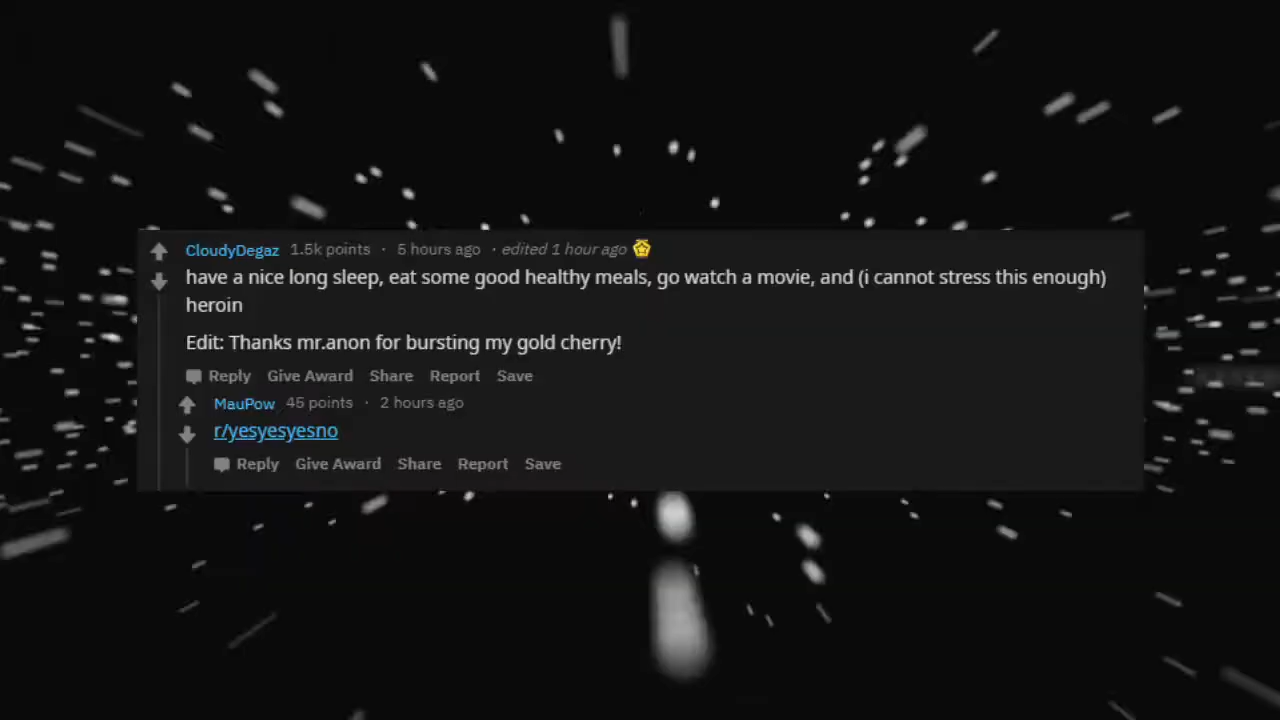 CloudyDegaz 1.5k points · 5 hours ago · edited 1 hour ago
have a nice long sleep, eat some good healthy meals, go watch a movie, and (i cannot stress this enough)
heroin
Edit: Thanks mr.anon for bursting my gold cherry!
Reply Give Award Share Report Save
MauPow 45 points · 2 hours ago
r/yesyesyesno
Reply Give Award Share Report Save